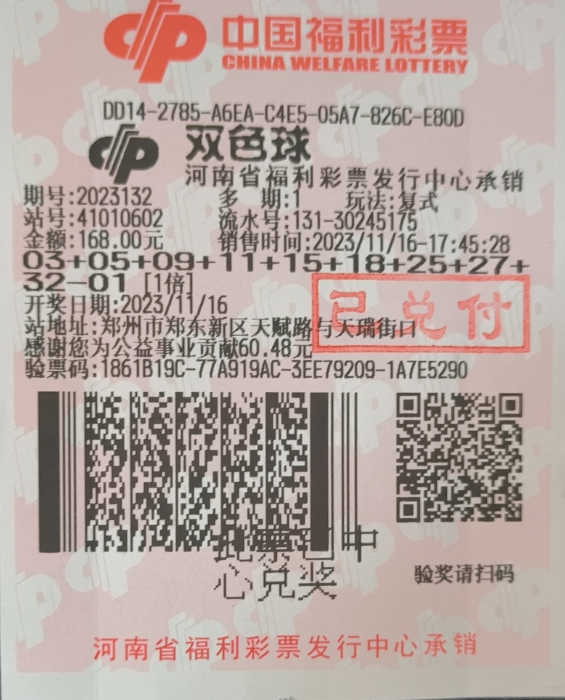 中国福利彩票
CHINA WELFARE LOTTERY
DD14-2785-A6EA-C4E5-05A7-826C-E80D
双色球
河南省福利彩票发行中心承销
期号:2023132 多 期:1 玩法:复式
站号:41010602 流水号:131-30245175
金额:168.00元 销售时间:2023/11/16-17:45:28
03+05+09+11+15+18+25+27+
32-01 [1倍]
开奖日期:2023/11/16
已兑付
站地址:郑州市郑东新区天赋路与天瑞街口
感谢您为公益事业贡献60.48元
验票码:1861B19C-77A919AC-3EE79209-1A7E5290
此票已中
心兑奖
验奖请扫码
河南省福利彩票发行中心承销